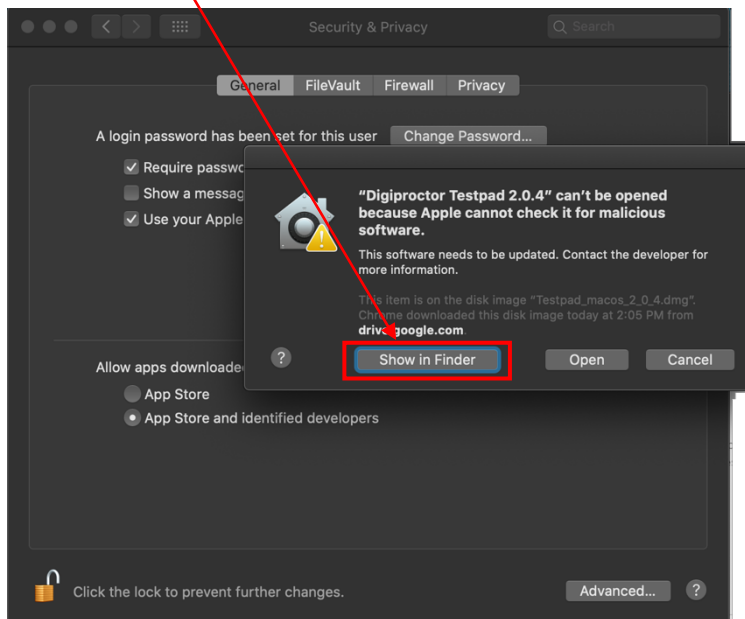 Security & Privacy
Search
General FileVault Firewall Privacy
A login password has been set for this user Change Password...
Require passwo
Show a messag
Use your Apple
"Digiproctor Testpad 2.0.4" can't be opened
because Apple cannot check it for malicious
software.
This software needs to be updated. Contact the developer for
more information.
This item is on the disk image "Testpad_macos_2_0_4.dmg".
Chrome downloaded this disk image today at 2:05 PM from
drive.google.com.
? Show in Finder Open Cancel
Allow apps downloade
App Store
App Store and identified developers
Click the lock to prevent further changes.
Advanced... ?